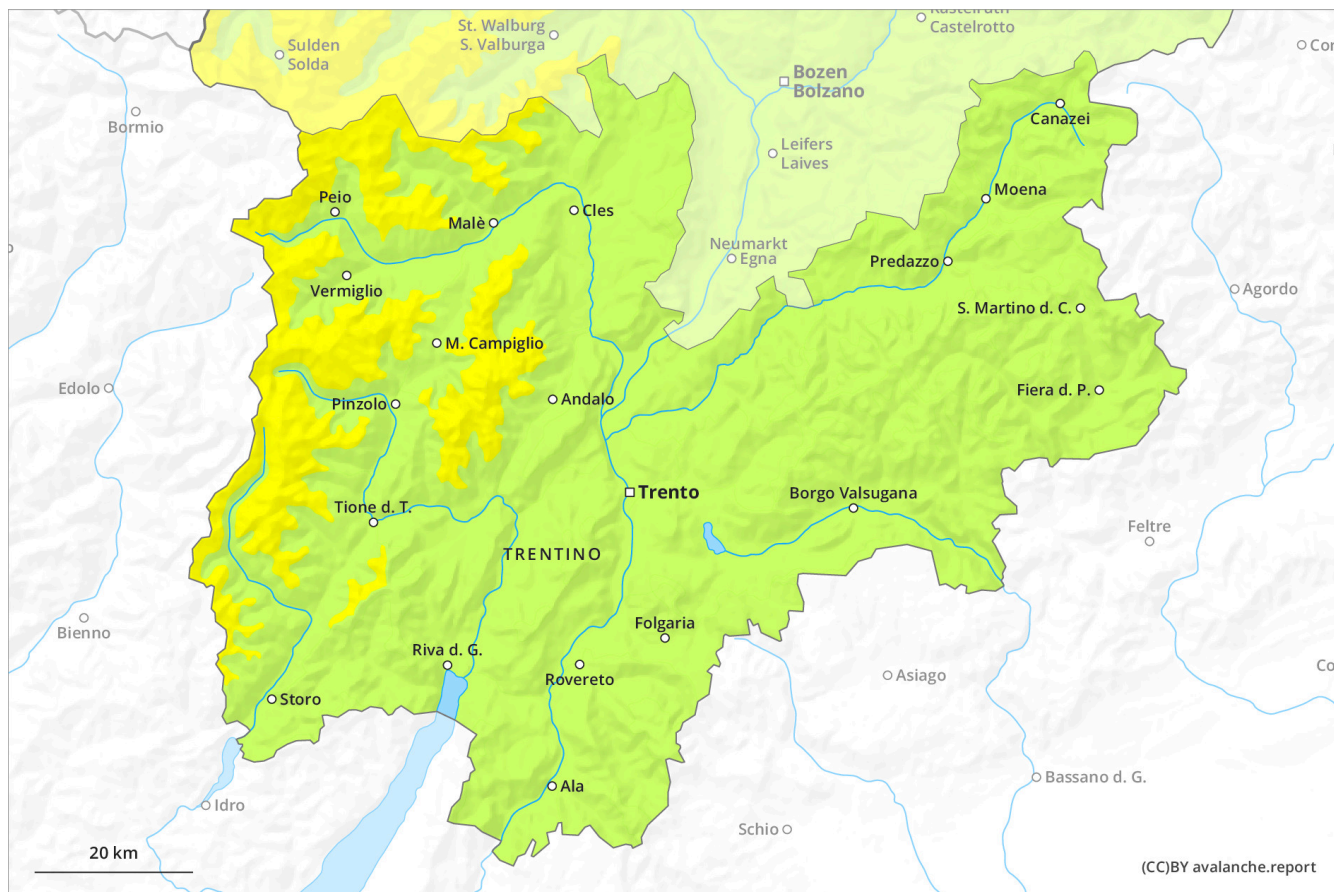 Kastelruth
Castelrotto
St. Walburg
S. Valburga
Sulden
Solda
Bozen
Bolzano
Cor
Bormio
Canazei
Leifers
Laives
Peio
Moena
Malè
Cles
Neumarkt
Egna
Predazzo
Vermiglio
Agordo
S. Martino d. C.
M. Campiglio
Edolo
Fiera d. P.
Andalo
Pinzolo
Trento
Borgo Valsugana
Tione d. T.
Feltre
TRENTINO
Bienno
Folgaria
Riva d. G.
Co
Rovereto
Asiago
Storo
Bassano d. G.
Ala
Idro
Schio
20 km
(CC)BY avalanche.report